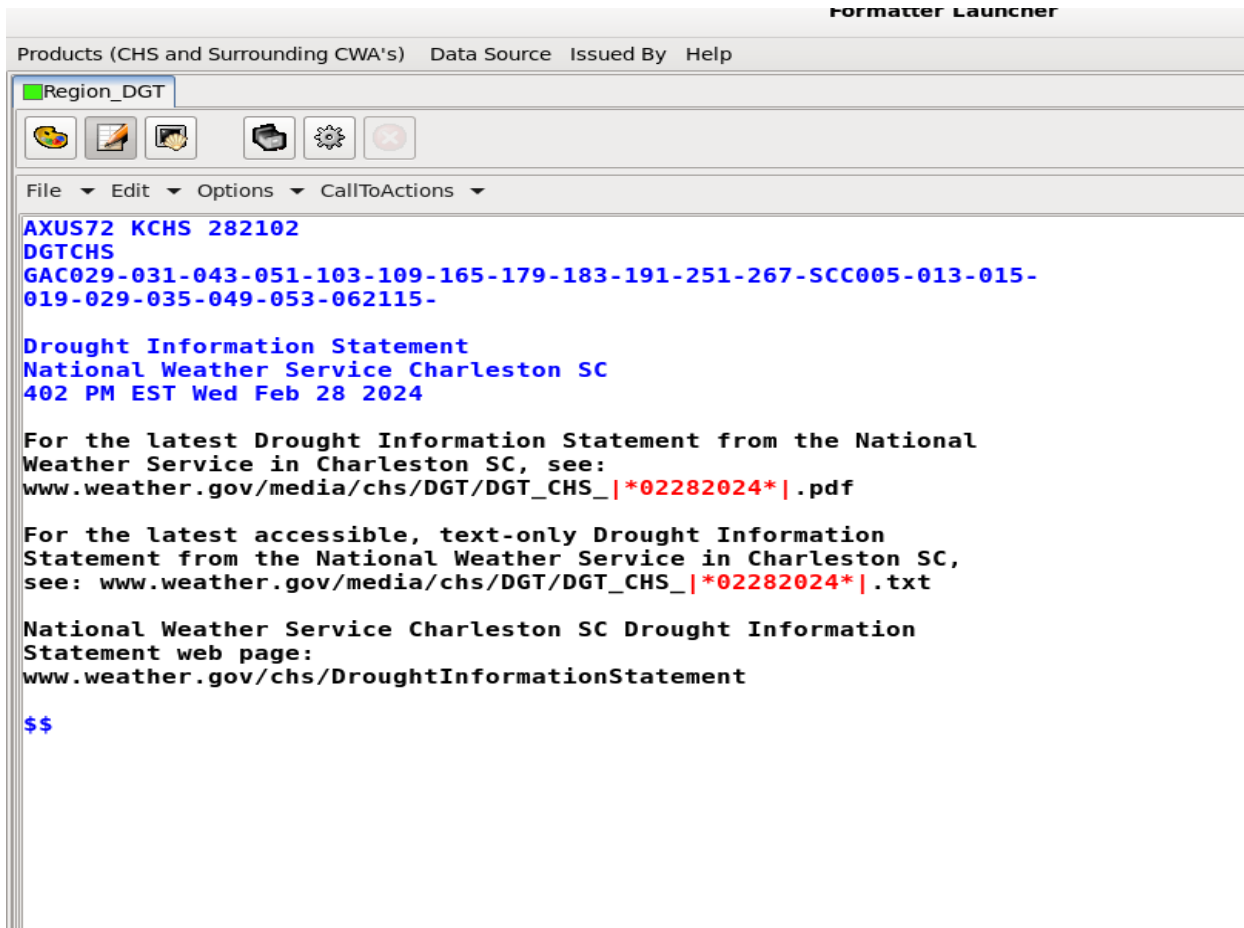 Formatter Launcher
Products (CHS and Surrounding CWA's) Data Source Issued By Help
Region_DGT
File Edit Options CallToActions
AXUS72 KCHS 282102
DGTCHS
GAC029-031-043-051-103-109-165-179-183-191-251-267-SCC005-013-015-
019-029-035-049-053-062115-
Drought Information Statement
National Weather Service Charleston SC
402 PM EST Wed Feb 28 2024
For the latest Drought Information Statement from the National
Weather Service in Charleston SC, see:
www.weather.gov/media/chs/DGT/DGT_CHS_|*02282024*|.pdf
For the latest accessible, text-only Drought Information
Statement from the National Weather Service in Charleston SC,
see: www.weather.gov/media/chs/DGT/DGT_CHS_|*02282024*|.txt
National Weather Service Charleston SC Drought Information
Statement web page:
www.weather.gov/chs/DroughtInformationStatement
$$